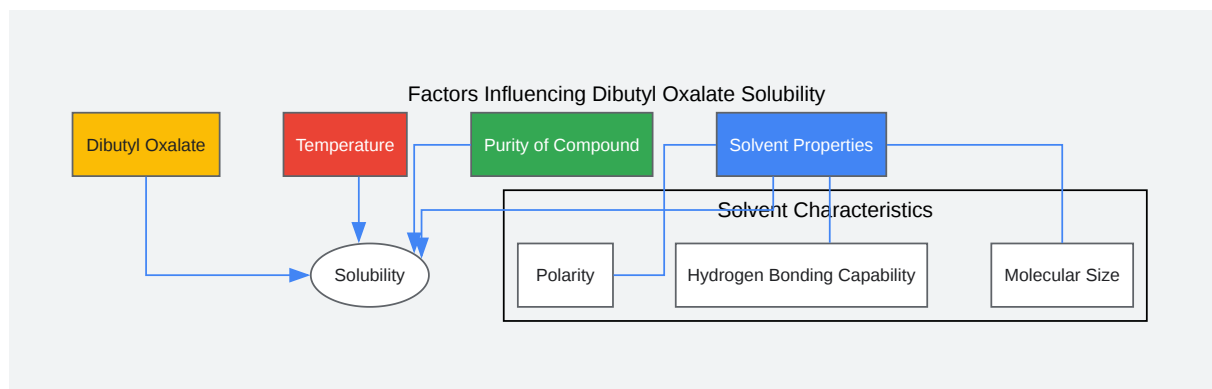 Factors Influencing Dibutyl Oxalate Solubility
Dibutyl Oxalate
Temperature
Purity of Compound
Solvent Properties
Solvent Characteristics
Solubility
Polarity
Hydrogen Bonding Capability
Molecular Size